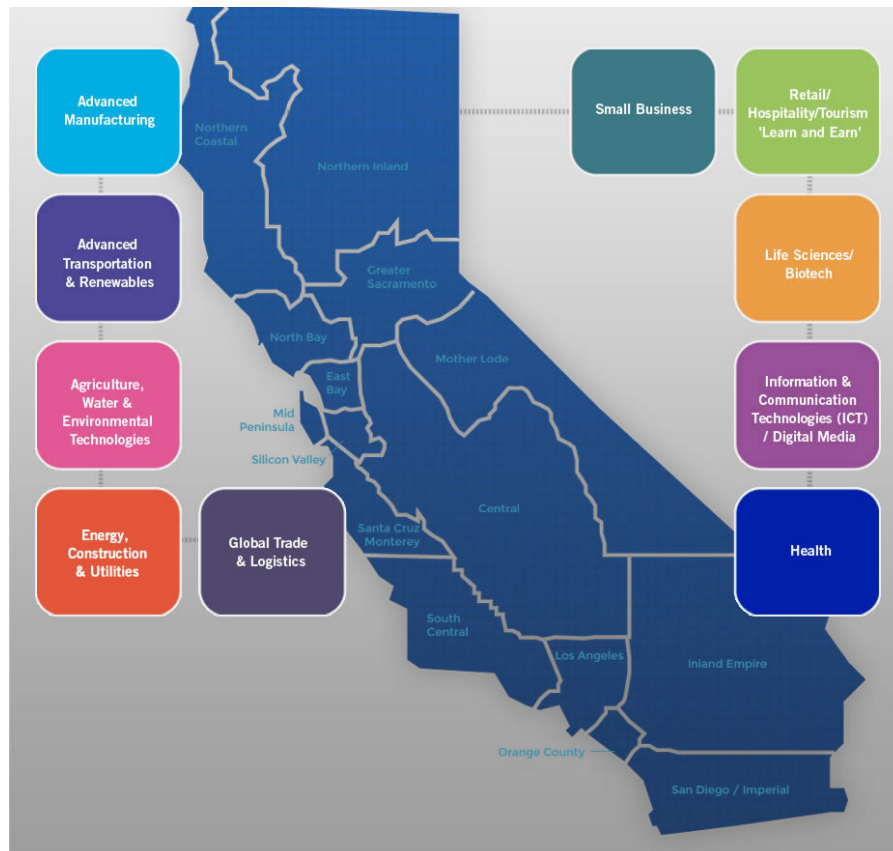 Advanced
Manufacturing
Small Business
Retail/
Hospitality/Tourism
'Learn and Earn'
Northern
Coastal
Northern Inland
Advanced
Transportation
& Renewables
Life Sciences/
Biotech
Greater
Sacramento
North Bay
Mother Lode
East
Bay
Agriculture,
Water &
Environmental
Technologies
Information &
Communication
Technologies (ICT)
/ Digital Media
Mid
Peninsula
Silicon Valley
Central
Energy,
Construction
& Utilities
Global Trade
& Logistics
Santa Cruz
Monterey
Health
South
Central
Los Angeles
Inland Empire
Orange County
San Diego / Imperial